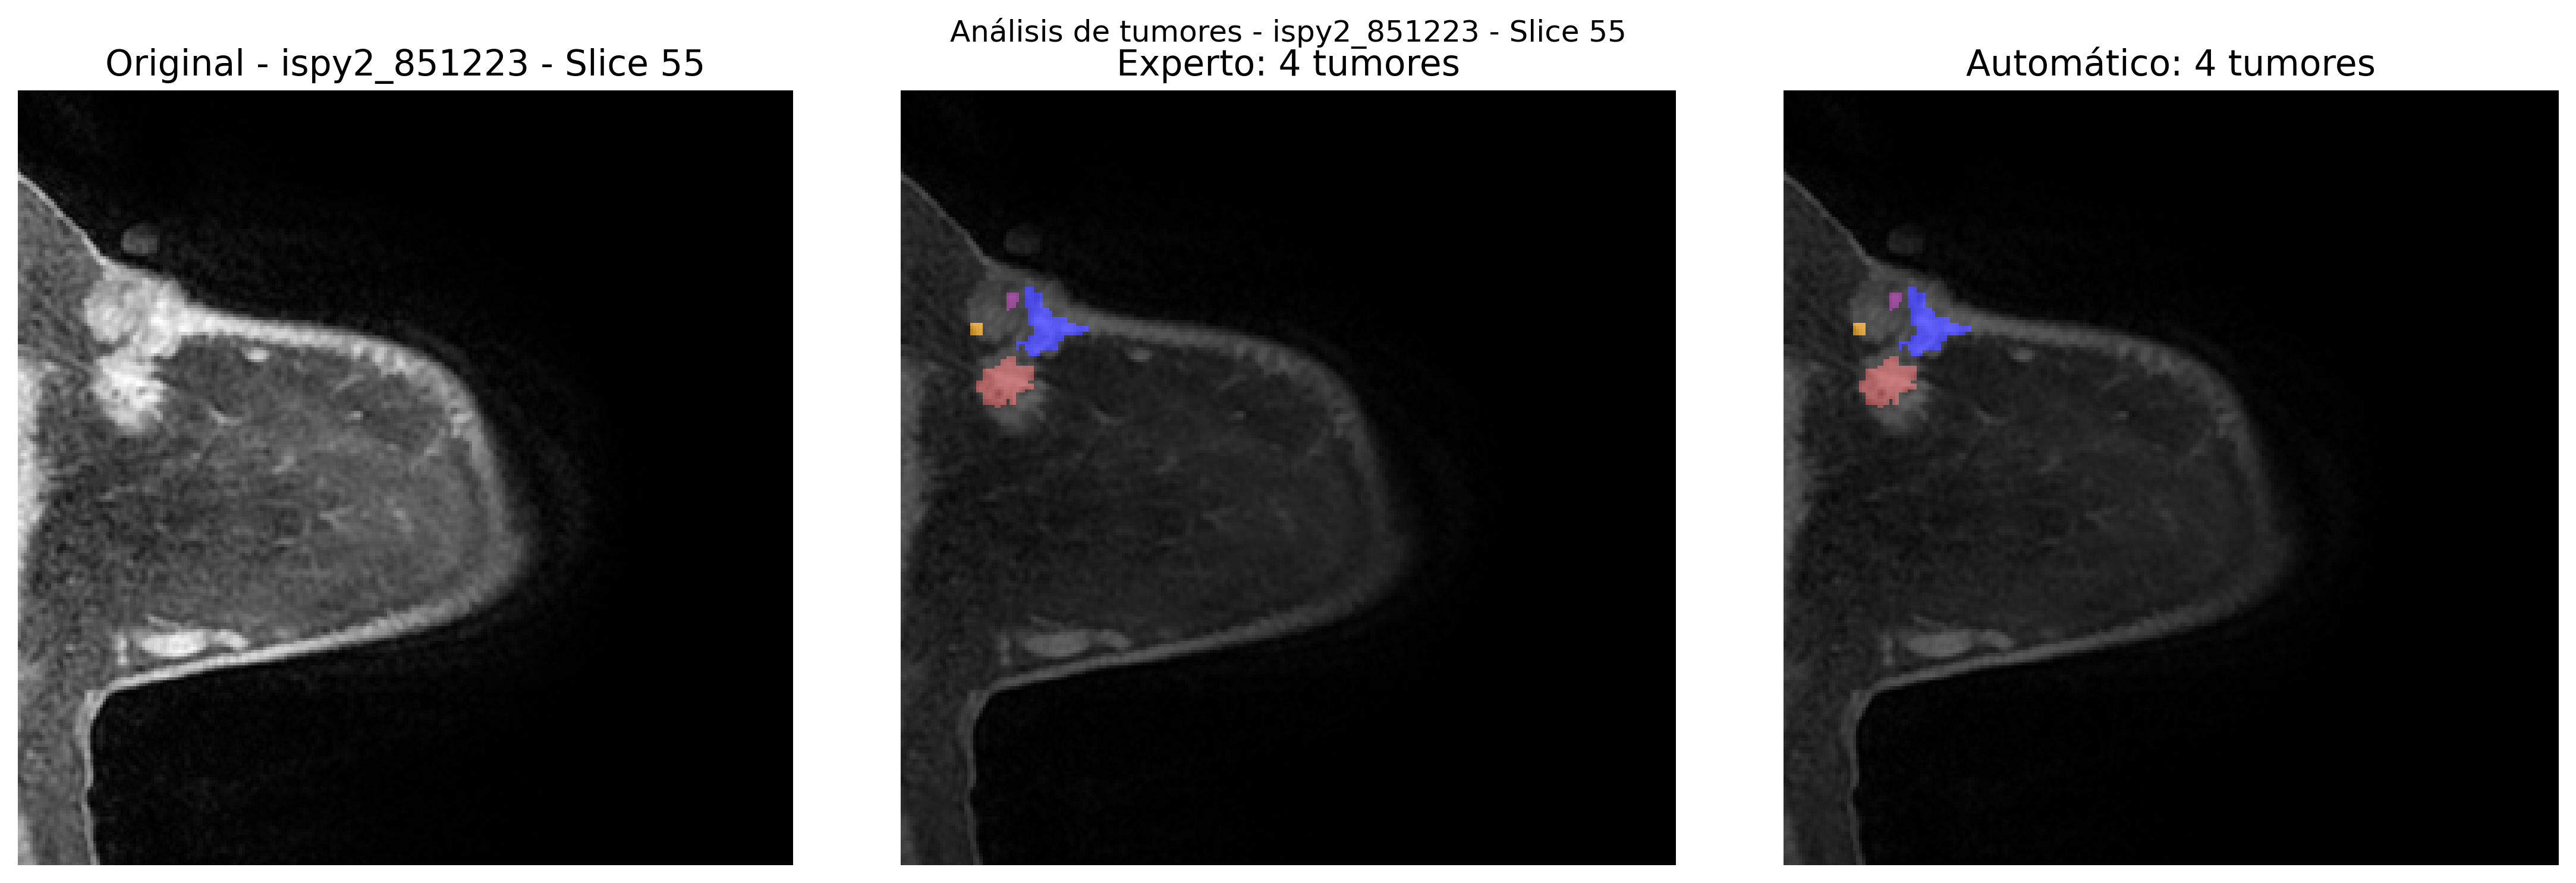 Análisis de tumores - ispy2_851223 - Slice 55
Original - ispy2_851223 - Slice 55
Experto: 4 tumores
Automático: 4 tumores